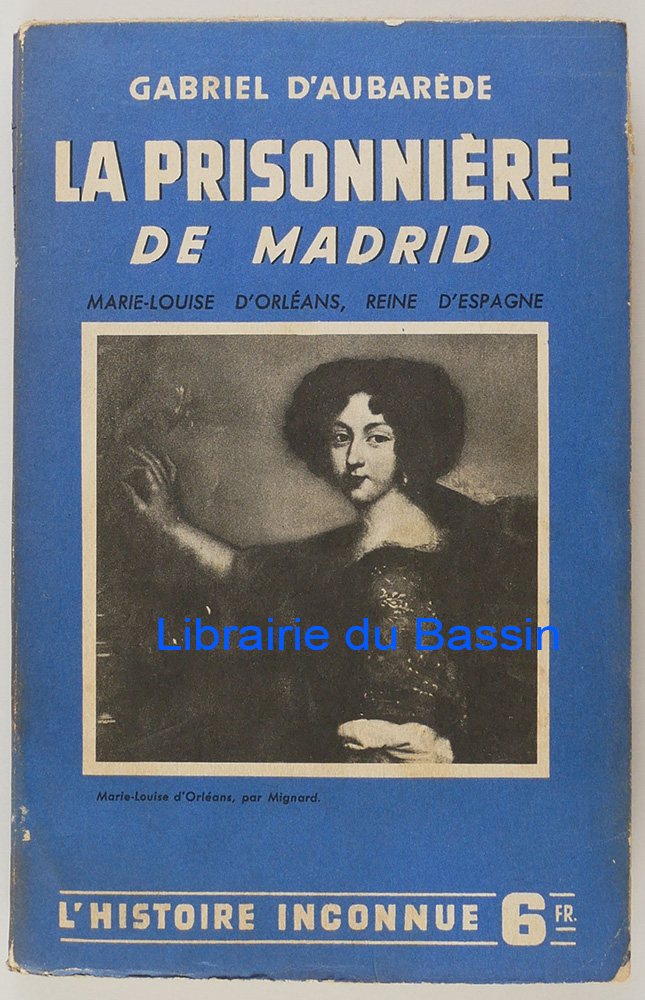 GABRIEL D'AUBARÈDE
LA PRISONNIÈRE
DE MADRID
MARIE-LOUISE D'ORLÉANS, REINE D'ESPAGNE
Librairie du Bassin
Marie-Louise d'Orléans, par Mignard.
L'HISTOIRE INCONNUE 6 FR.